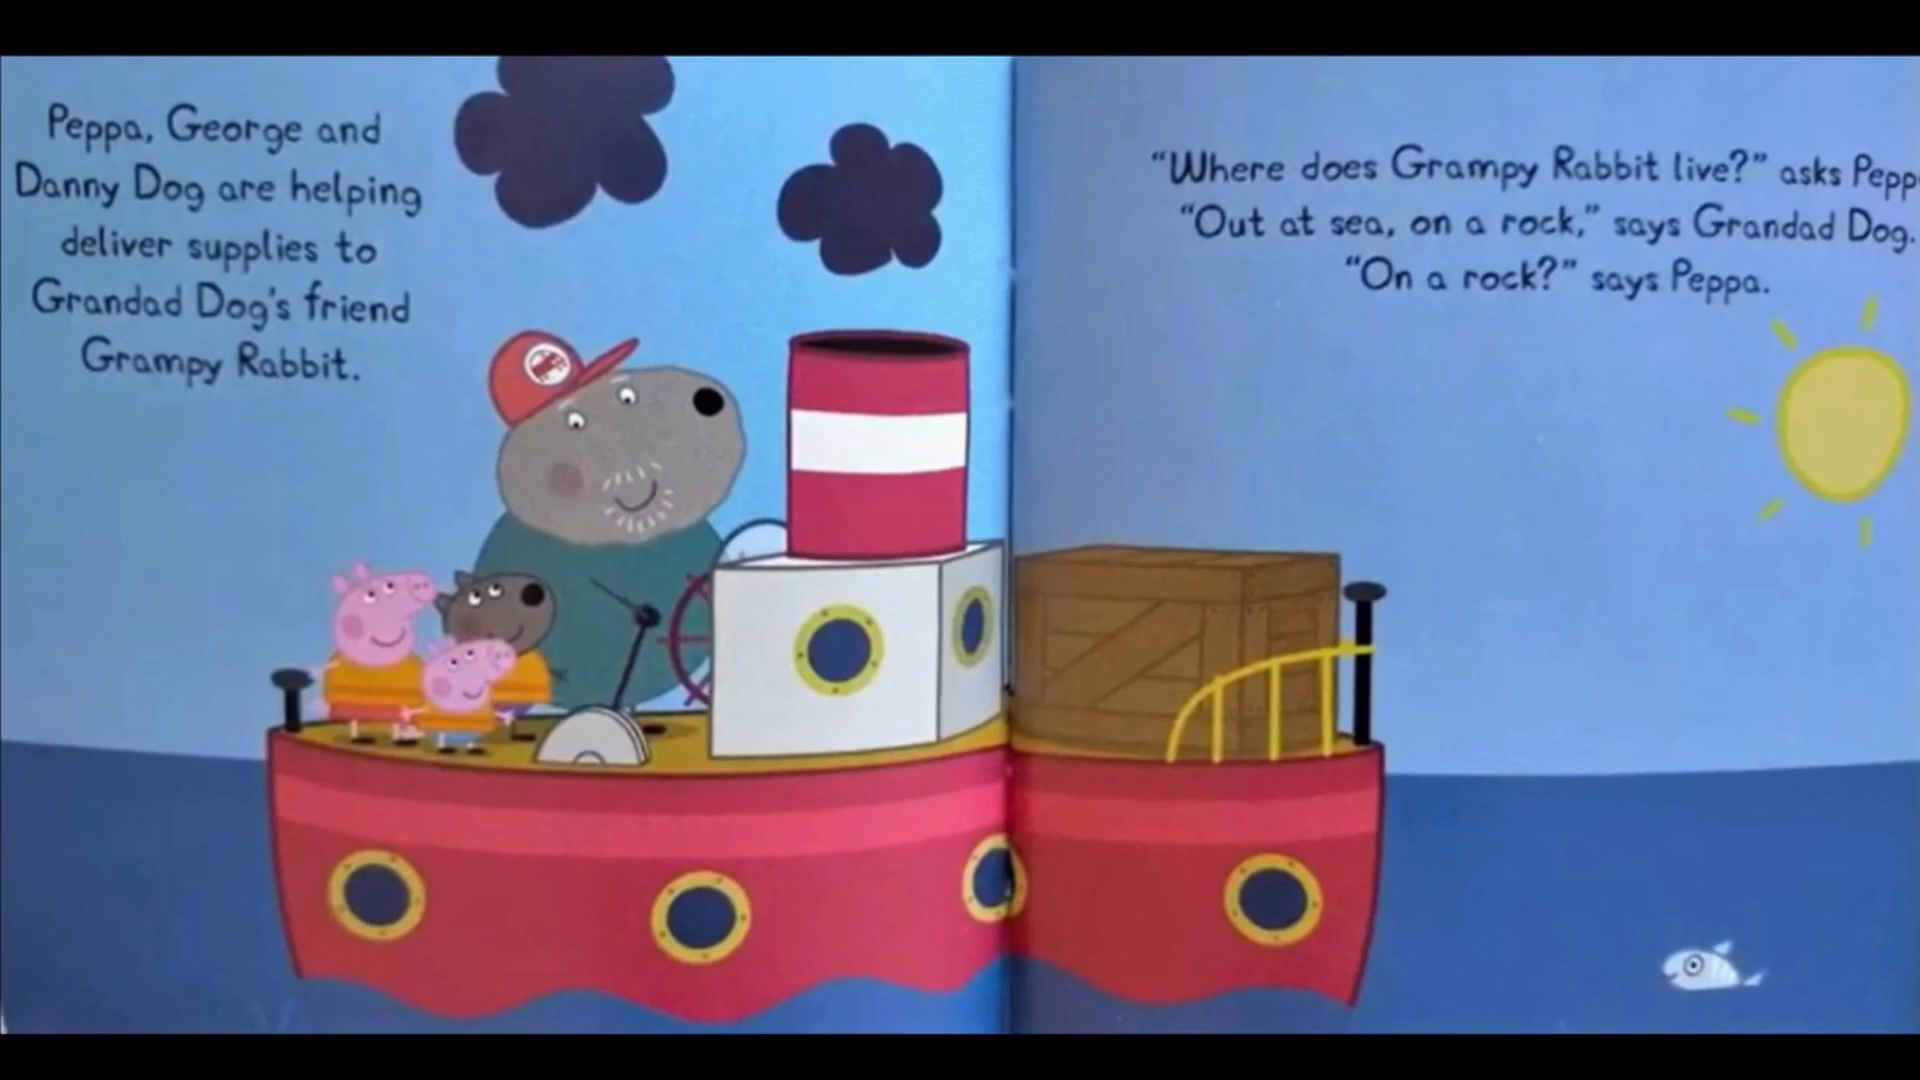 Peppa, George and
Danny Dog are helping
deliver supplies to
Grandad Dog's friend
Grampy Rabbit.
“Where does Grampy Rabbit live?” asks Pepp
“Out at sea, on a rock,” says Grandad Dog.
“On a rock?” says Peppa.